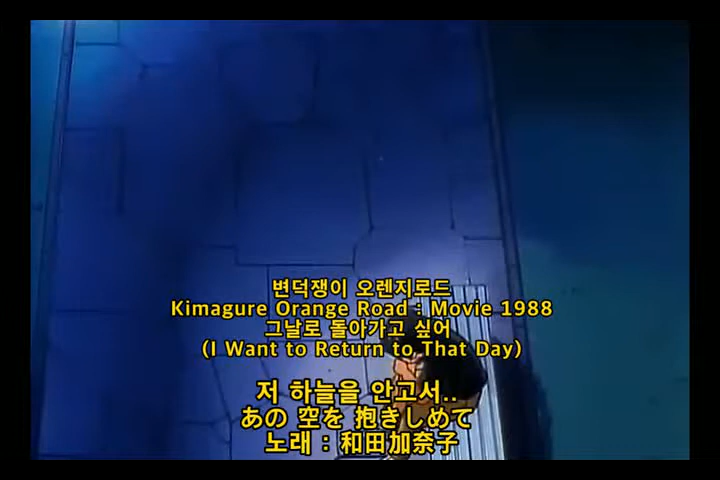 변덕쟁이 오렌지로드
Kimagure Orange Road : Movie 1988
그날로 돌아가고 싶어
(I Want to Return to That Day)
저 하늘을 안고서..
あの 空を 抱きしめて
노래 : 和田加奈子